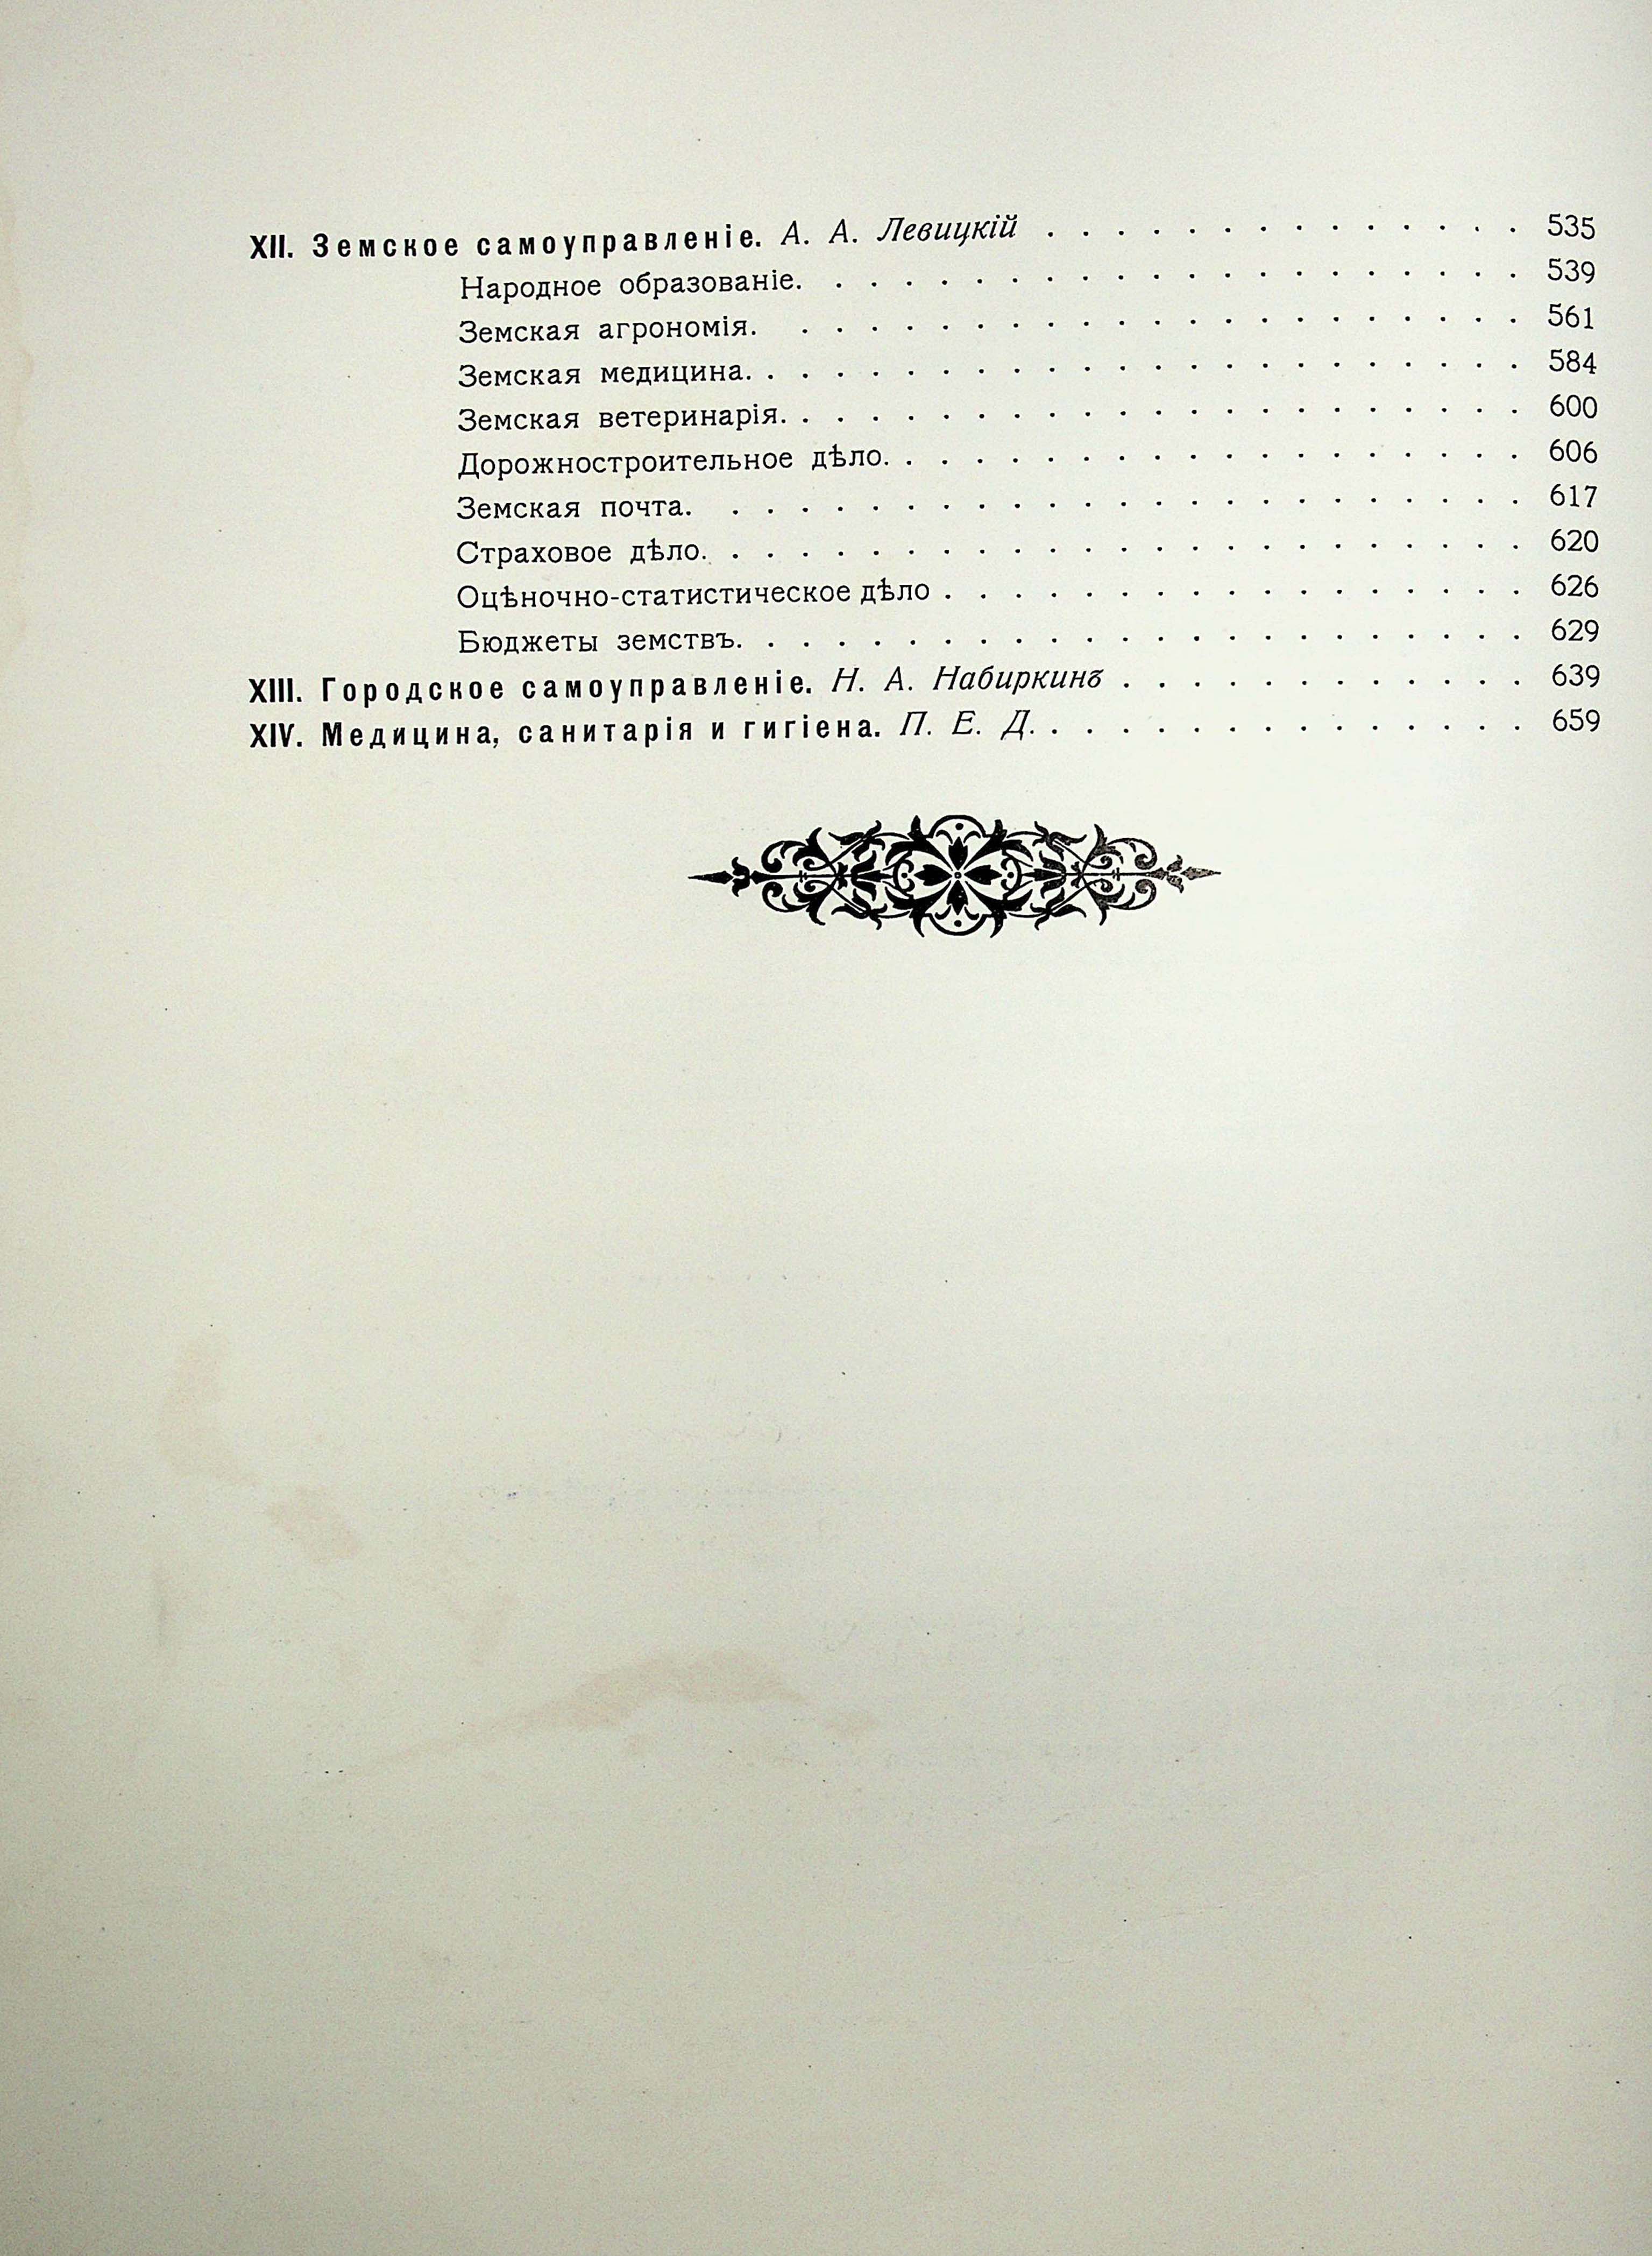 XII. Земское самоуправленіе. А. А. Левицкій . . . . . . . . . . . . . . 535
Народное образованіе. . . . . . . . . . . . . . . . . . . . . 539
Земская агрономія. . . . . . . . . . . . . . . . . . . . . . 561
Земская медицина. . . . . . . . . . . . . . . . . . . . . . . 584
Земская ветеринарія. . . . . . . . . . . . . . . . . . . . . . 600
Дорожностроительное дѣло. . . . . . . . . . . . . . . . . . . 606
Земская почта. . . . . . . . . . . . . . . . . . . . . . . . 617
Страховое дѣло. . . . . . . . . . . . . . . . . . . . . . . . 620
Оцѣночно-статистическое дѣло . . . . . . . . . . . . . . . . . 626
Бюджеты земствъ. . . . . . . . . . . . . . . . . . . . . . . 629
XIII. Городское самоуправленіе. Н. А. Набиркинъ . . . . . . . . . . . . 639
XIV. Медицина, санитарія и гигіена. П. Е. Д. . . . . . . . . . . . . . . 659